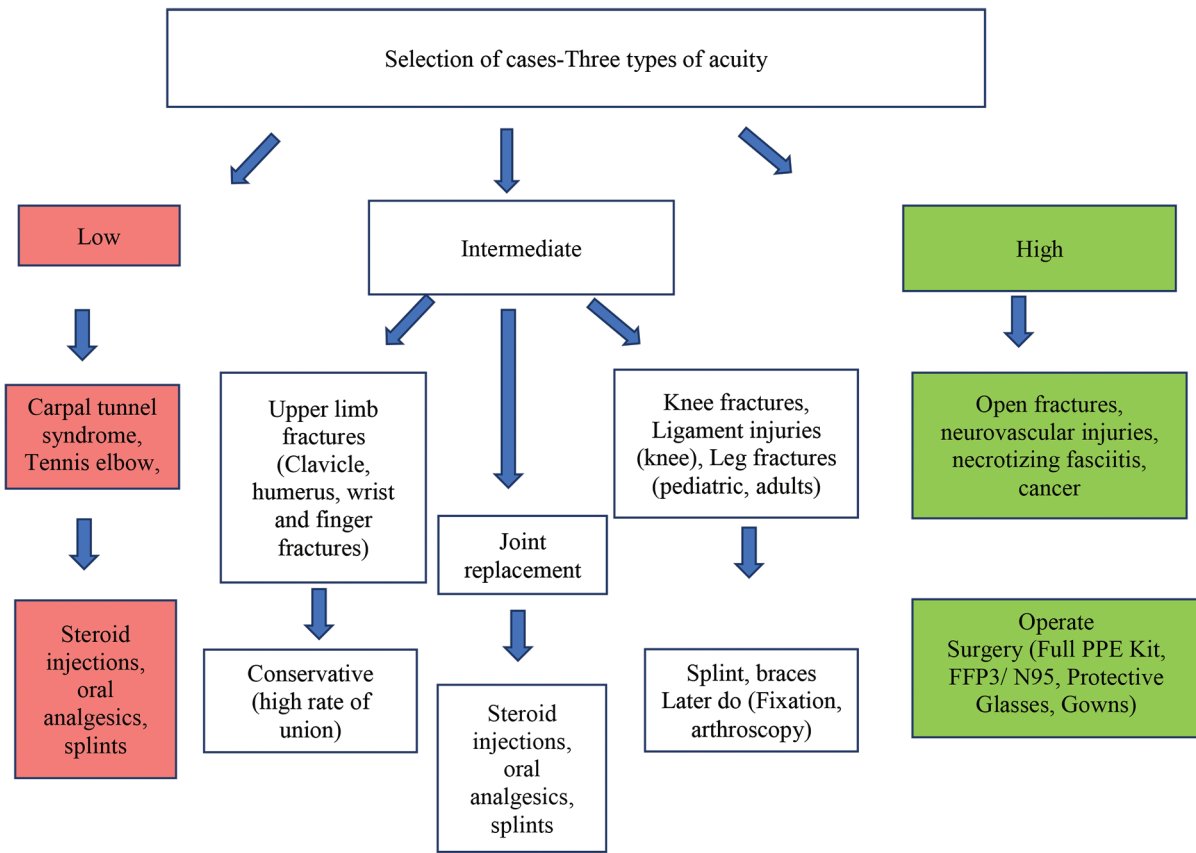 Selection of cases-Three types of acuity
Low
Intermediate
High
Carpal tunnel
syndrome,
Tennis elbow,
Upper limb
fractures
(Clavicle,
humerus, wrist
and finger
fractures)
Joint
replacement
Knee fractures,
Ligament injuries
(knee), Leg fractures
(pediatric, adults)
Open fractures,
neurovascular injuries,
necrotizing fasciitis,
cancer
Steroid
injections,
oral
analgesics,
splints
Conservative
(high rate of
union)
Steroid
injections,
oral
analgesics,
splints
Splint, braces
Later do (Fixation,
arthroscopy)
Operate
Surgery (Full PPE Kit,
FFP3/ N95, Protective
Glasses, Gowns)